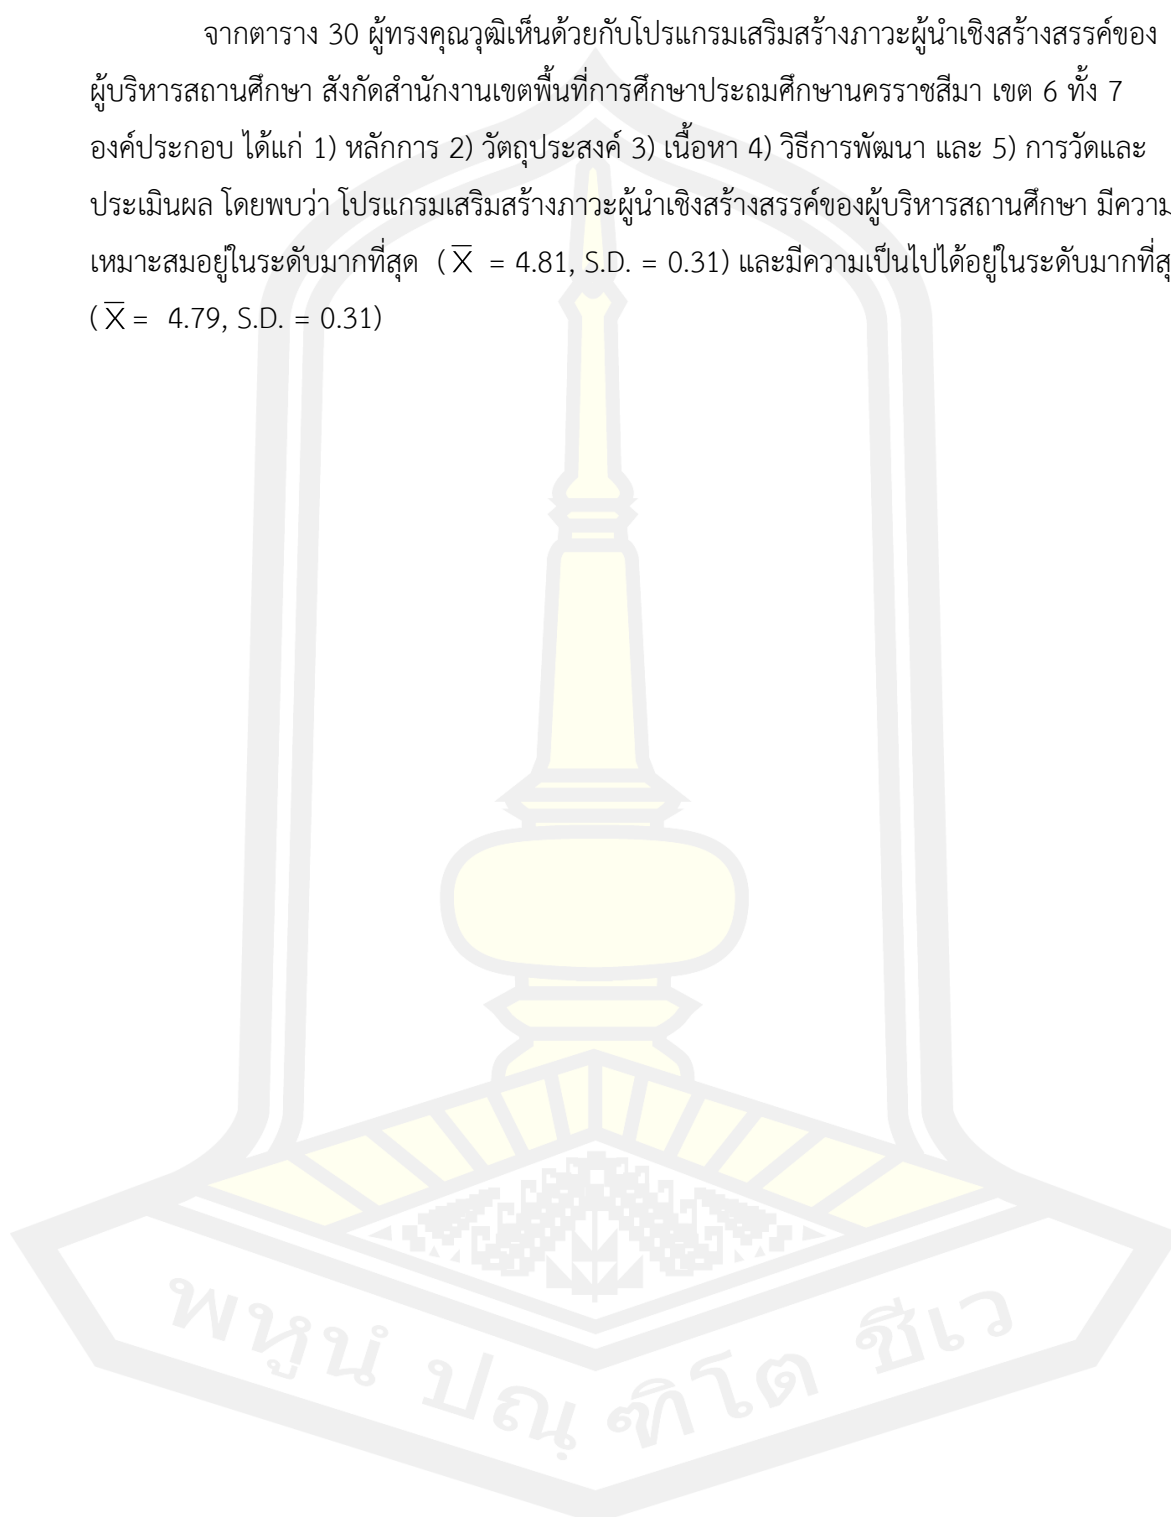 จากตาราง 30 ผู้ทรงคุณวุฒิเห็นด้วยกับโปรแกรมเสริมสร้างภาวะผู้นำเชิงสร้างสรรค์ของ
ผู้บริหารสถานศึกษา สังกัดสำนักงานเขตพื้นที่การศึกษาประถมศึกษานครราชสีมา เขต 6 ทั้ง 7
องค์ประกอบ ได้แก่ 1) หลักการ 2) วัตถุประสงค์ 3) เนื้อหา 4) วิธีการพัฒนา และ 5) การวัดและ
ประเมินผล โดยพบว่า โปรแกรมเสริมสร้างภาวะผู้นำเชิงสร้างสรรค์ของผู้บริหารสถานศึกษา มีความ
เหมาะสมอยู่ในระดับมากที่สุด ( X̅ = 4.81, S.D. = 0.31) และมีความเป็นไปได้อยู่ในระดับมากที่สุ
( X̅ = 4.79, S.D. = 0.31)
พหูนํ ปณฺฑิโต ชีเว